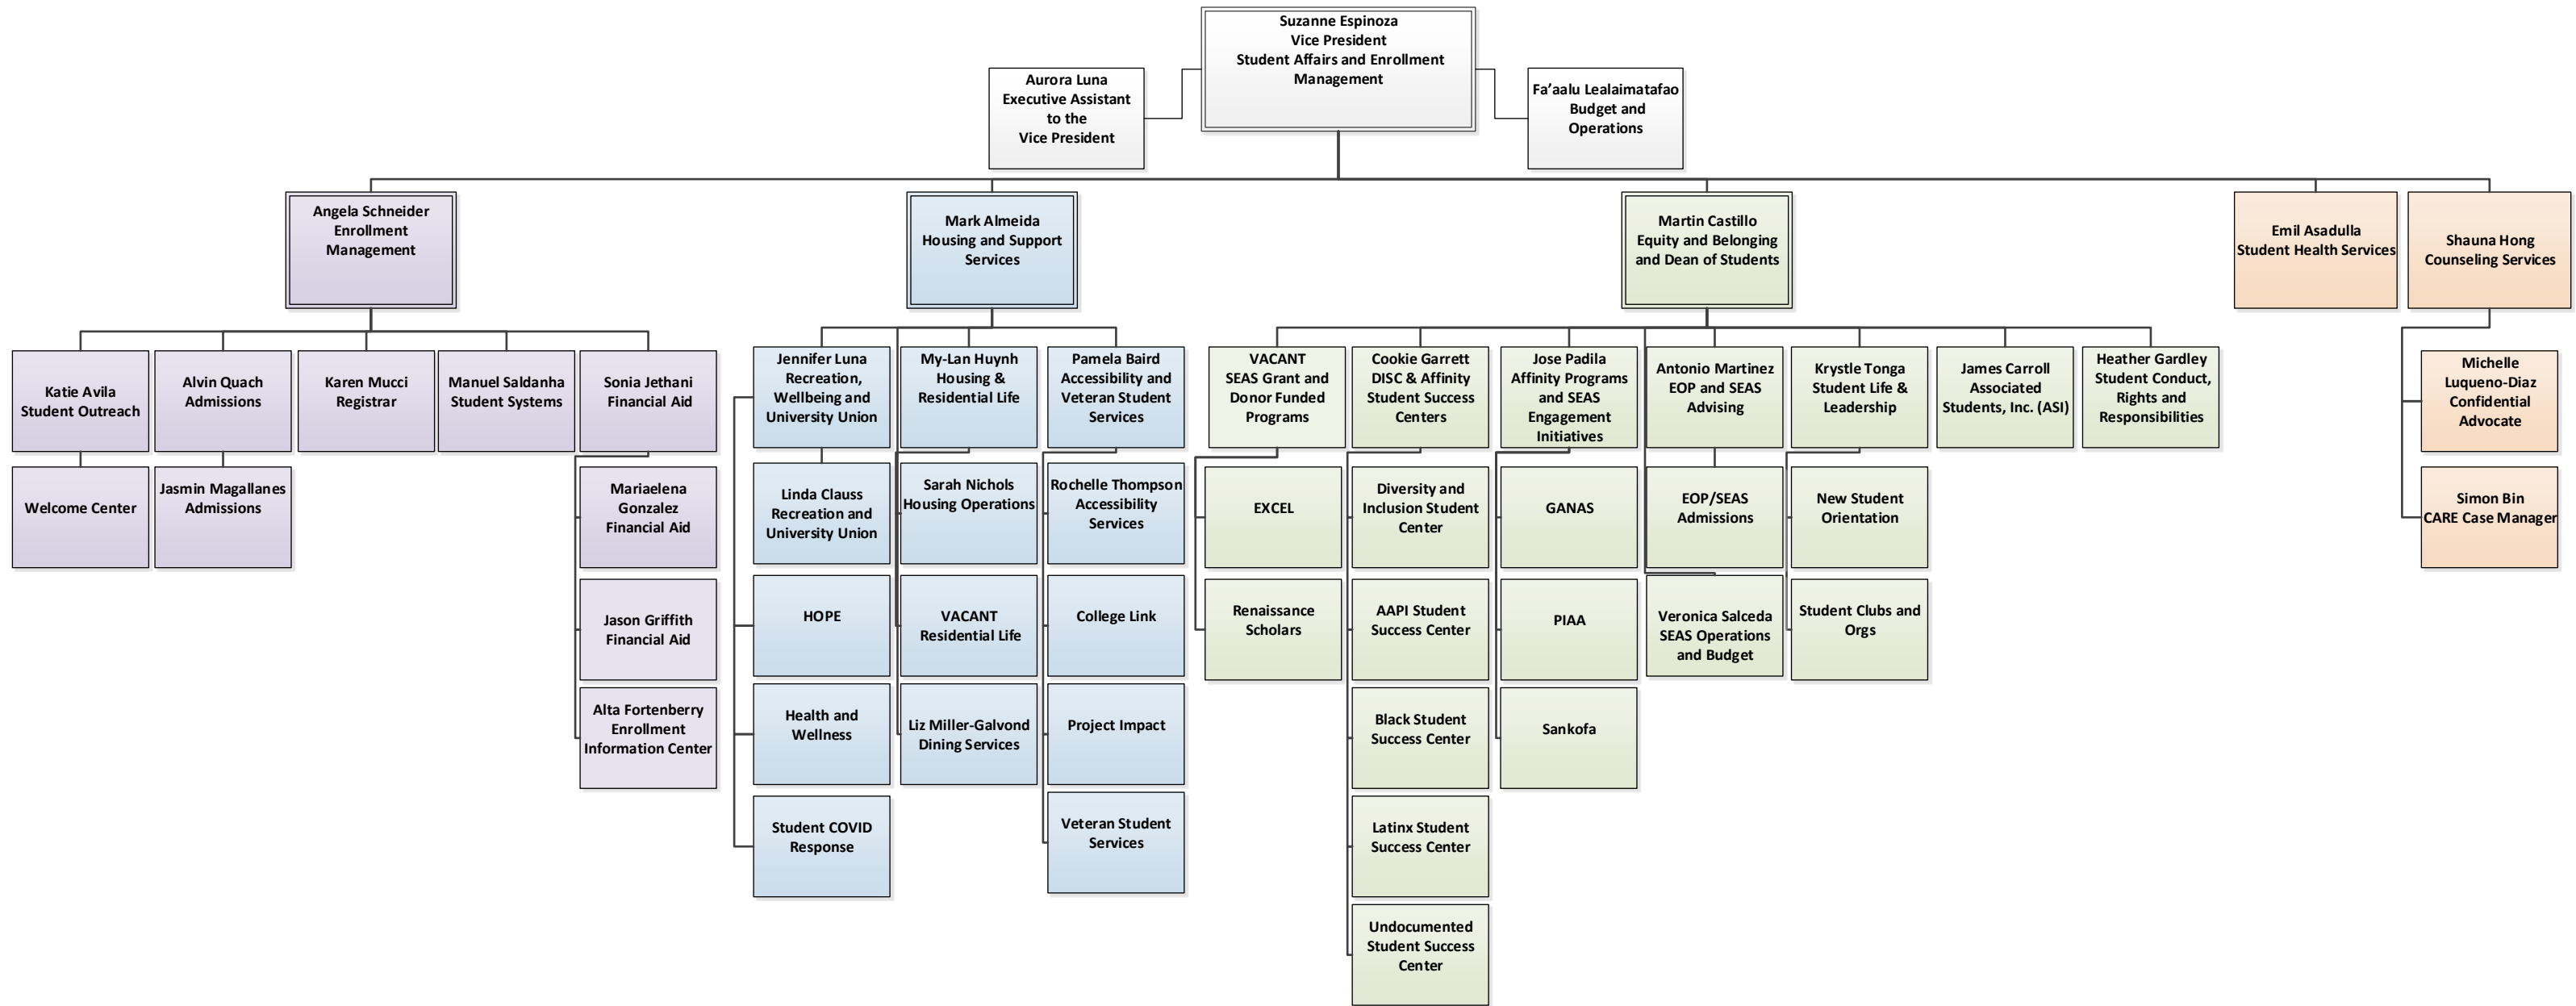 Suzanne Espinoza
Vice President
Student Affairs and Enrollment
Management
Aurora Luna
Executive Assistant
to the
Vice President
Fa’aalu Lealaimatafao
Budget and
Operations
Angela Schneider
Enrollment
Management
Mark Almeida
Housing and Support
Services
Martin Castillo
Equity and Belonging
and Dean of Students
Emil Asadulla
Student Health Services
Shauna Hong
Counseling Services
Katie Avila
Student Outreach
Alvin Quach
Admissions
Karen Mucci
Registrar
Manuel Saldanha
Student Systems
Sonia Jethani
Financial Aid
Jennifer Luna
Recreation,
Wellbeing and
University Union
My-Lan Huynh
Housing &
Residential Life
Pamela Baird
Accessibility and
Veteran Student
Services
VACANT
SEAS Grant and
Donor Funded
Programs
Cookie Garrett
DISC & Affinity
Student Success
Centers
Jose Padila
Affinity Programs
and SEAS
Engagement
Initiatives
Antonio Martinez
EOP and SEAS
Advising
Krystle Tonga
Student Life &
Leadership
James Carroll
Associated
Students, Inc. (ASI)
Heather Gardley
Student Conduct,
Rights and
Responsibilities
Michelle
Luqueno-Diaz
Confidential
Advocate
Welcome Center
Jasmin Magallanes
Admissions
Mariaelena
Gonzalez
Financial Aid
Linda Clauss
Recreation and
University Union
Sarah Nichols
Housing Operations
Rochelle Thompson
Accessibility
Services
EXCEL
Diversity and
Inclusion Student
Center
GANAS
EOP/SEAS
Admissions
New Student
Orientation
Simon Bin
CARE Case Manager
Jason Griffith
Financial Aid
HOPE
VACANT
Residential Life
College Link
Renaissance
Scholars
AAPI Student
Success Center
PIAA
Veronica Salceda
SEAS Operations
and Budget
Student Clubs and
Orgs
Alta Fortenberry
Enrollment
Information Center
Health and
Wellness
Liz Miller-Galvond
Dining Services
Project Impact
Black Student
Success Center
Sankofa
Student COVID
Response
Veteran Student
Services
Latinx Student
Success Center
Undocumented
Student Success
Center